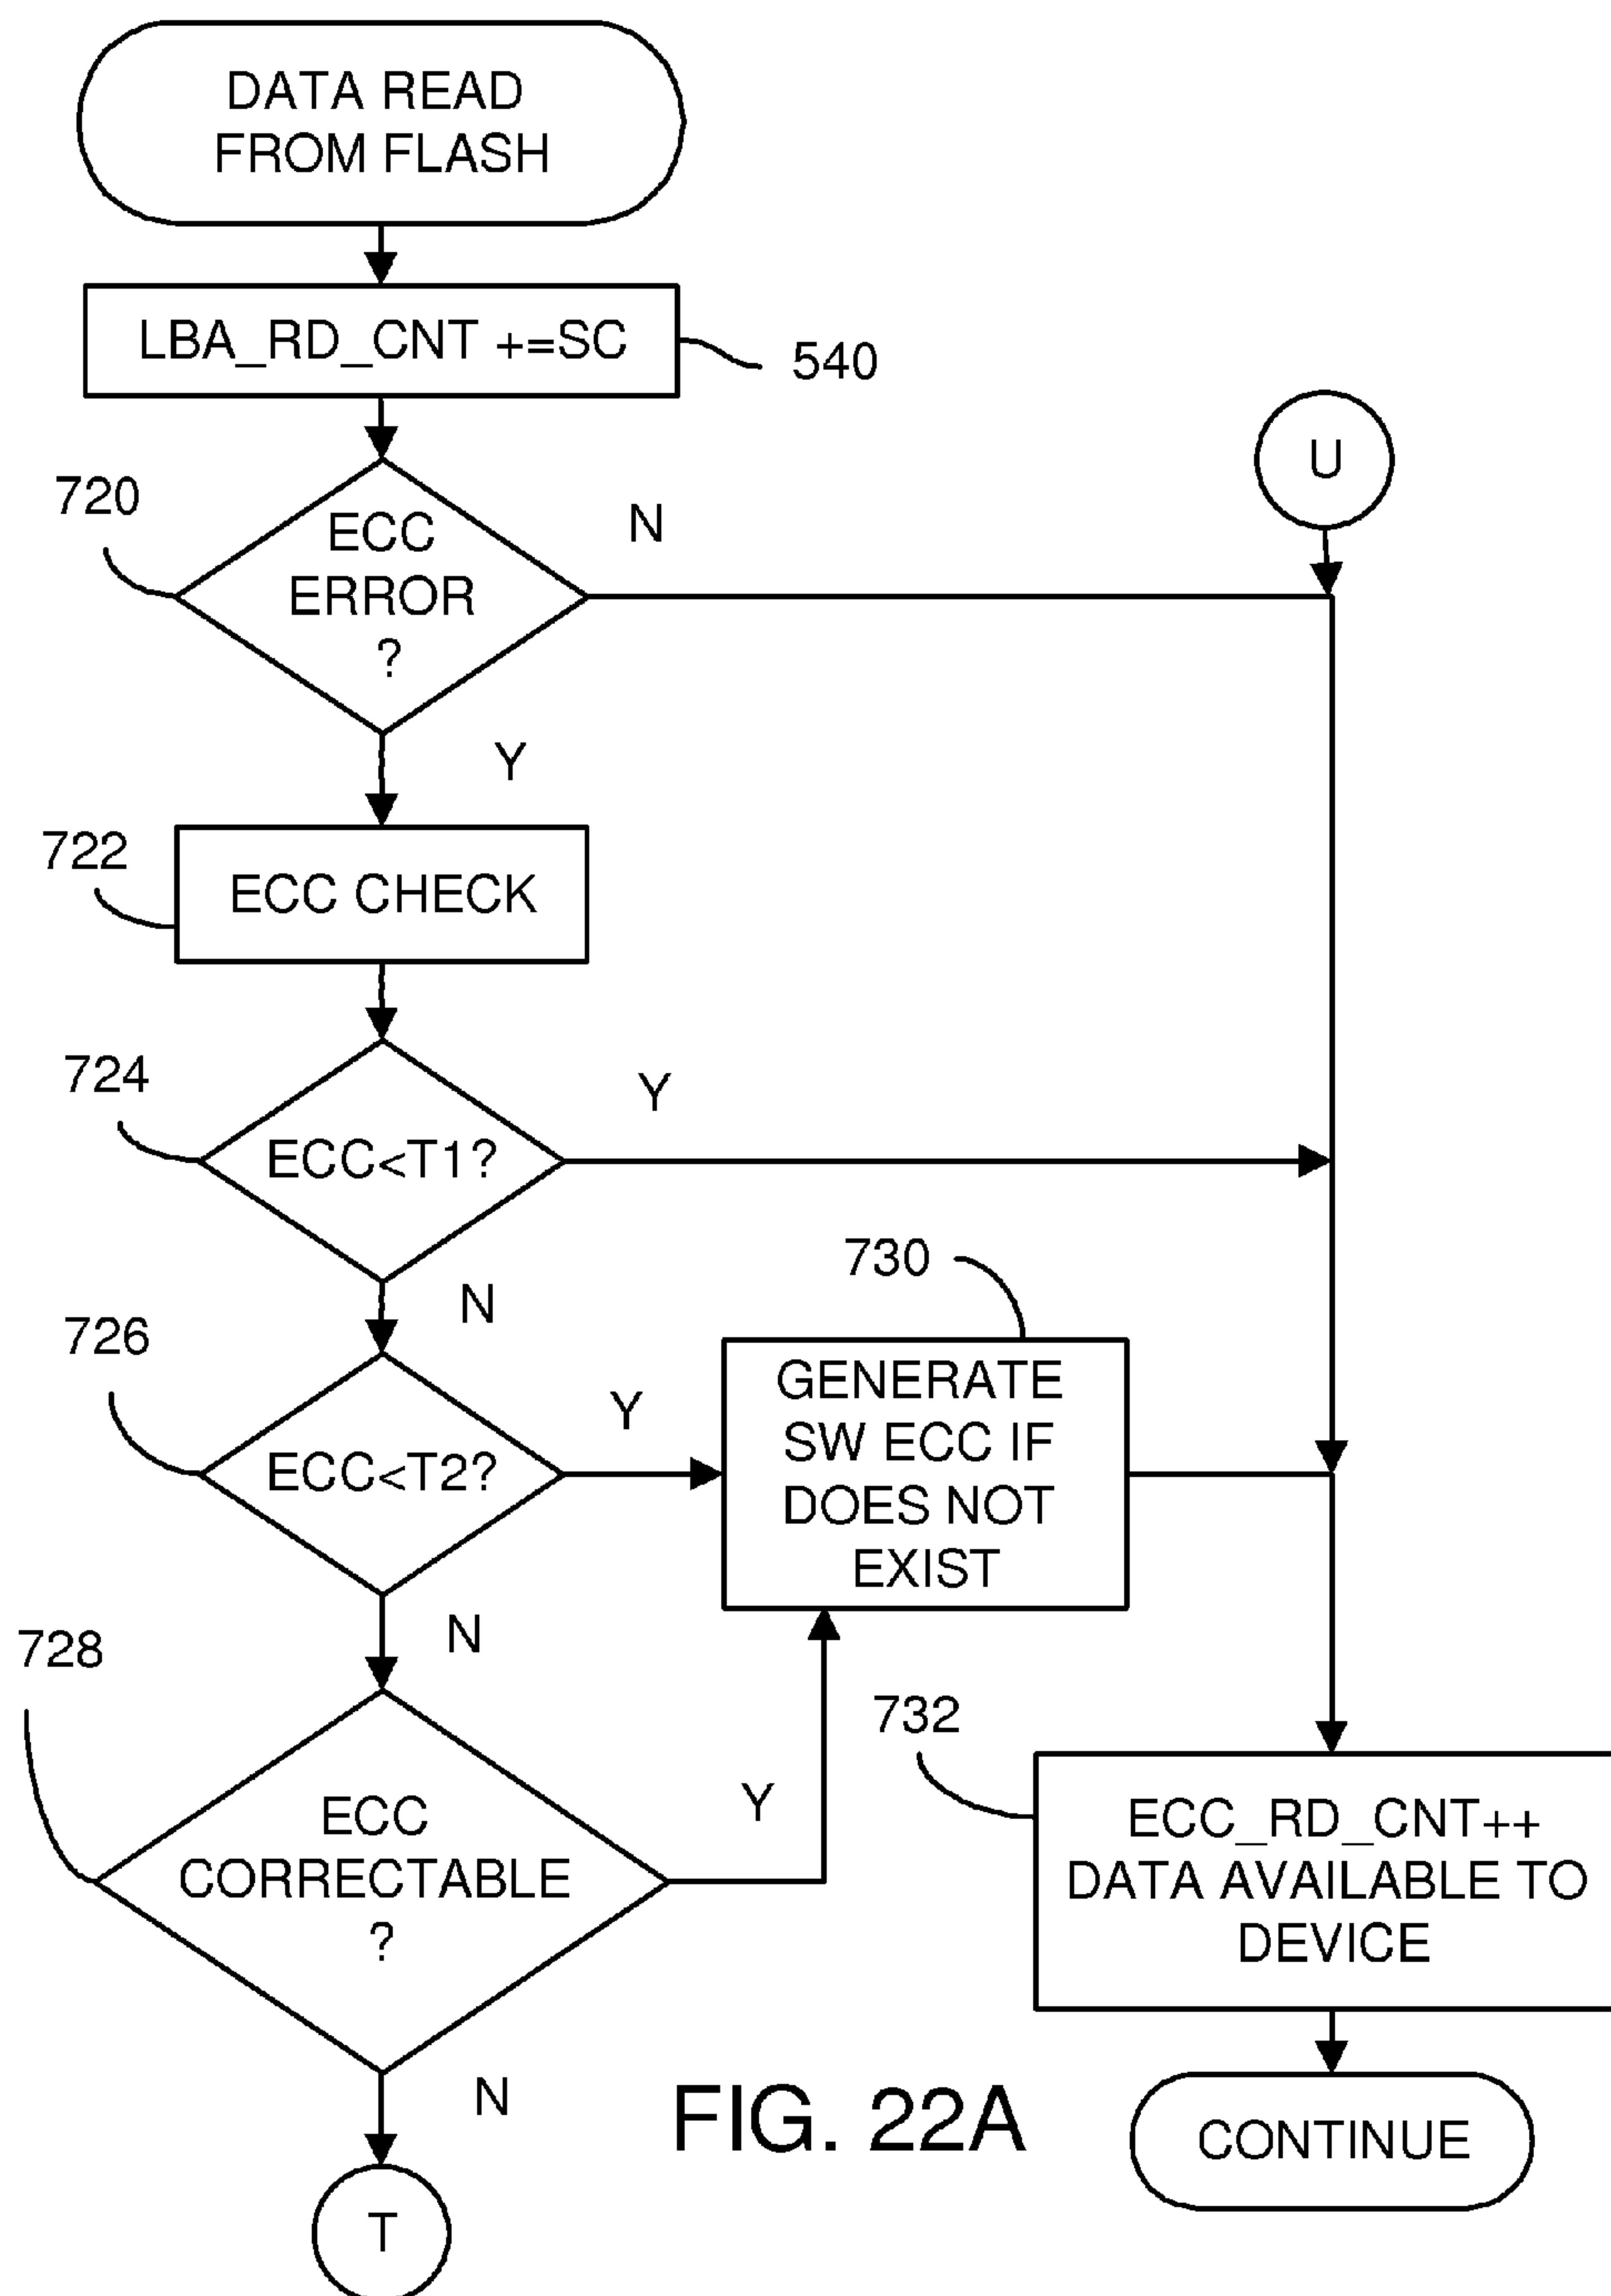 DATA READ
FROM FLASH
LBA_RD_CNT +=SC
540
U
720
ECC
ERROR
?
N
Y
722
ECC CHECK
724
ECC<T1?
Y
N
730
726
ECC<T2?
Y
GENERATE
SW ECC IF
DOES NOT
EXIST
N
728
ECC
CORRECTABLE
?
Y
732
ECC_RD_CNT++
DATA AVAILABLE TO
DEVICE
N
FIG. 22A
CONTINUE
T